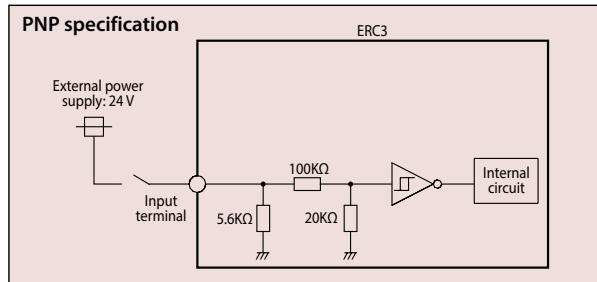 PNP specification
ERC3
External power
supply: 24 V
100KΩ
Internal
circuit
Input
terminal
5.6KΩ
20KΩ